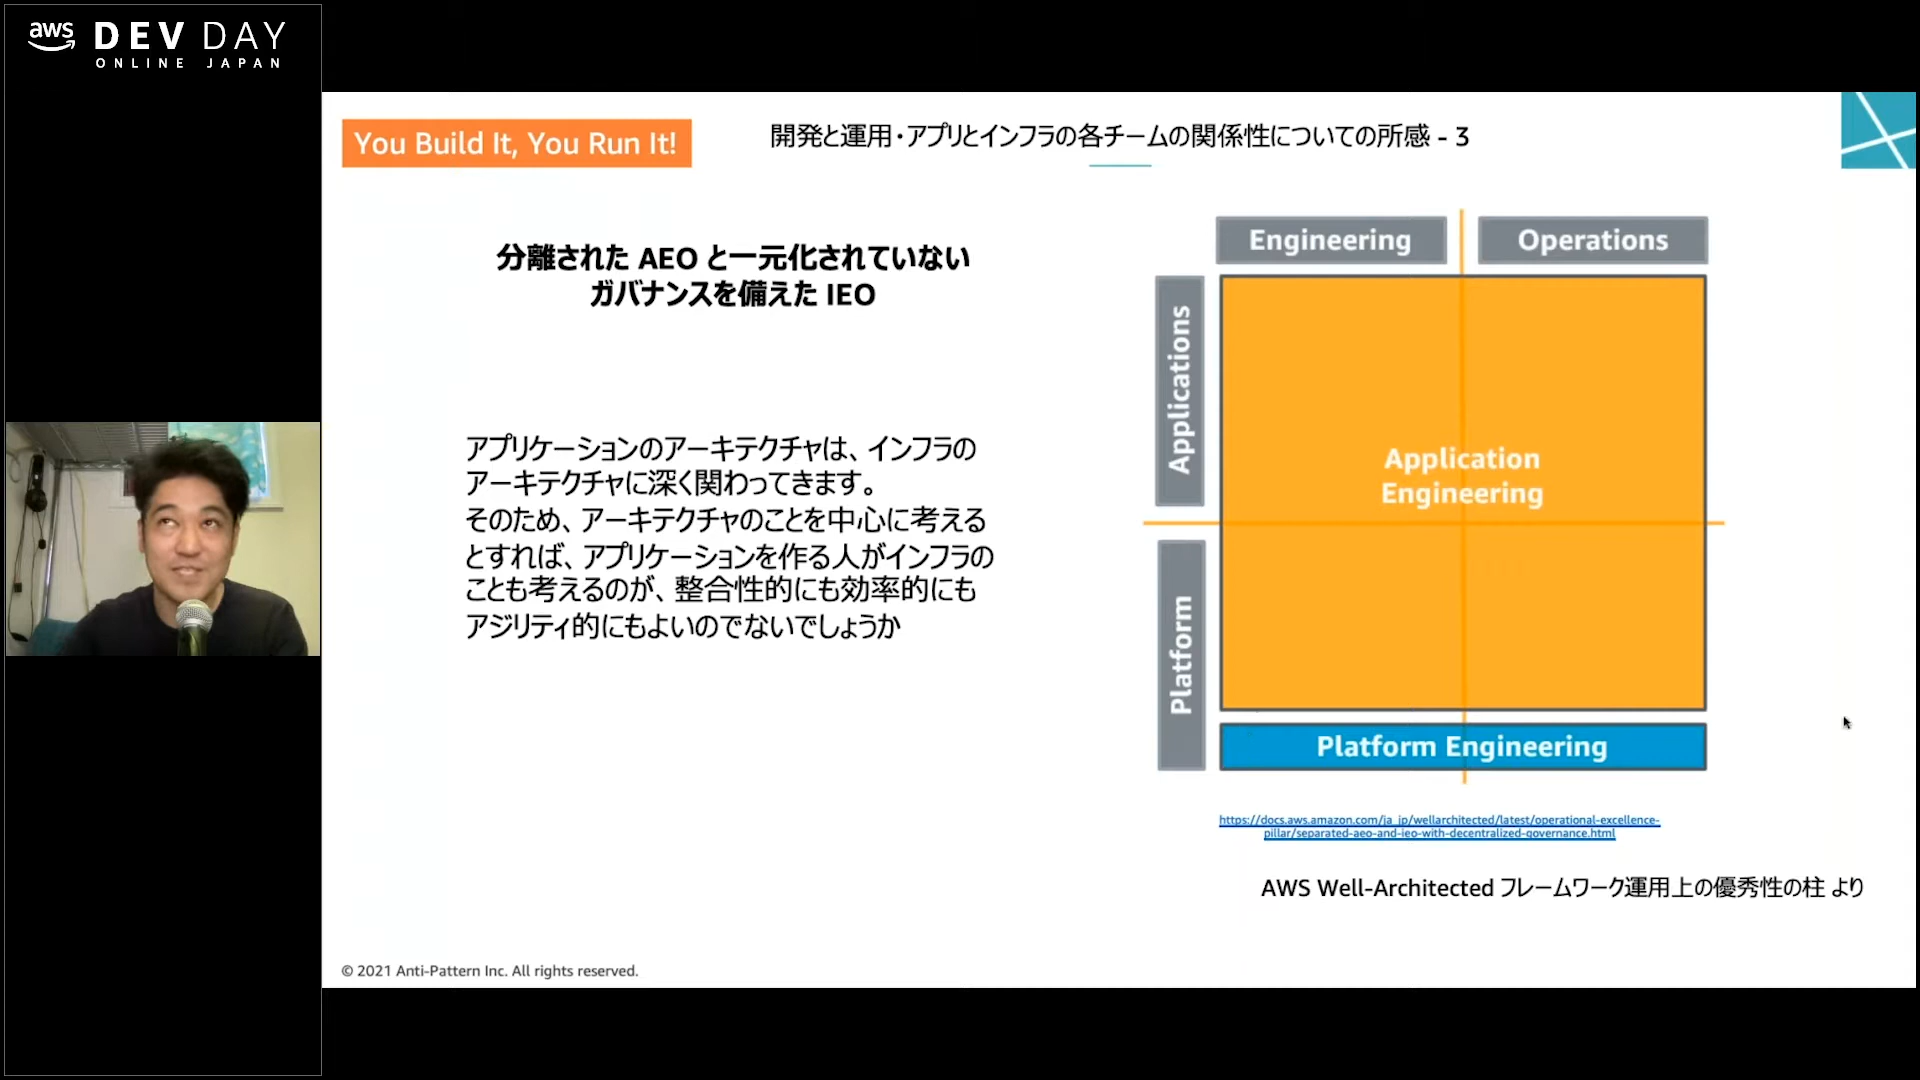 aws DEV DAY
ONLINE JAPAN
You Build It, You Run It!
開発と運用・アプリとインフラの各チームの関係性についての所感 - 3
分離された AEO と一元化されていない
ガバナンスを備えた IEO
アプリケーションのアーキテクチャは、インフラの
アーキテクチャに深く関わってきます。
そのため、アーキテクチャのことを中心に考える
とすれば、アプリケーションを作る人がインフラの
ことも考えるのが、整合性的にも効率的にも
アジリティ的にもよいのでないでしょうか
Engineering
Operations
Applications
Application
Engineering
Platform
Platform Engineering
https://docs.aws.amazon.com/ja_jp/wellarchitected/latest/operational-excellence-
pillar/separated-aeo-and-ieo-with-decentralized-governance.html
AWS Well-Architected フレームワーク運用上の優秀性の柱 より
© 2021 Anti-Pattern Inc. All rights reserved.